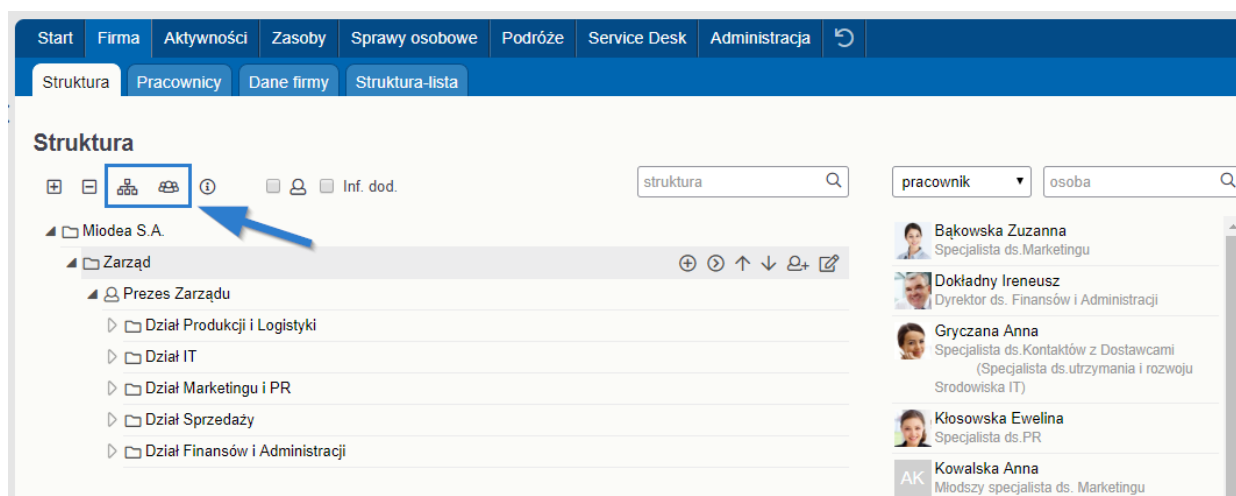 Start Firma Aktywności Zasoby Sprawy osobowe Podróże Service Desk Administracja
Struktura Pracownicy Dane firmy Struktura-lista
Struktura
Inf. dod.
struktura
pracownik
osoba
Miodea S.A.
Zarząd
Prezes Zarządu
Dział Produkcji i Logistyki
Dział IT
Dział Marketingu i PR
Dział Sprzedaży
Dział Finansów i Administracji
Bąkowska Zuzanna
Specjalista ds.Marketingu
Dokładny Ireneusz
Dyrektor ds. Finansów i Administracji
Gryczana Anna
Specjalista ds.Kontaktów z Dostawcami
(Specjalista ds.utrzymania i rozwoju
Srodowiska IT)
Kłosowska Ewelina
Specjalista ds.PR
AK
Kowalska Anna
Młodszy specjalista ds. Marketingu